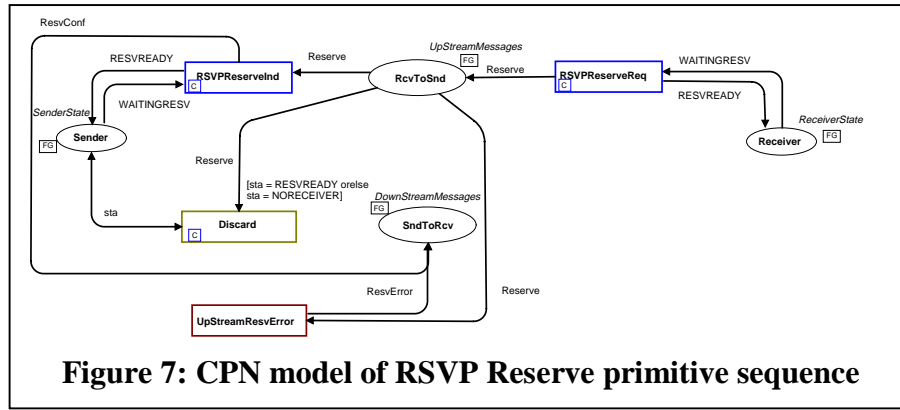 ResvConf
UpStreamMessages
RESVREADY
Reserve
FG
Reserve
WAITINGRESV
RSVPReserveInd
C
RcvToSnd
RSVPReserveReq
C
RESVREADY
WAITINGRESV
SenderState
ReceiverState
FG
Sender
Receiver
FG
Reserve
[sta = RESVREADY orelse
sta = NORECEIVER]
DownStreamMessages
FG
sta
Discard
C
SndToRcv
ResvError
Reserve
UpStreamResvError
Figure 7: CPN model of RSVP Reserve primitive sequence